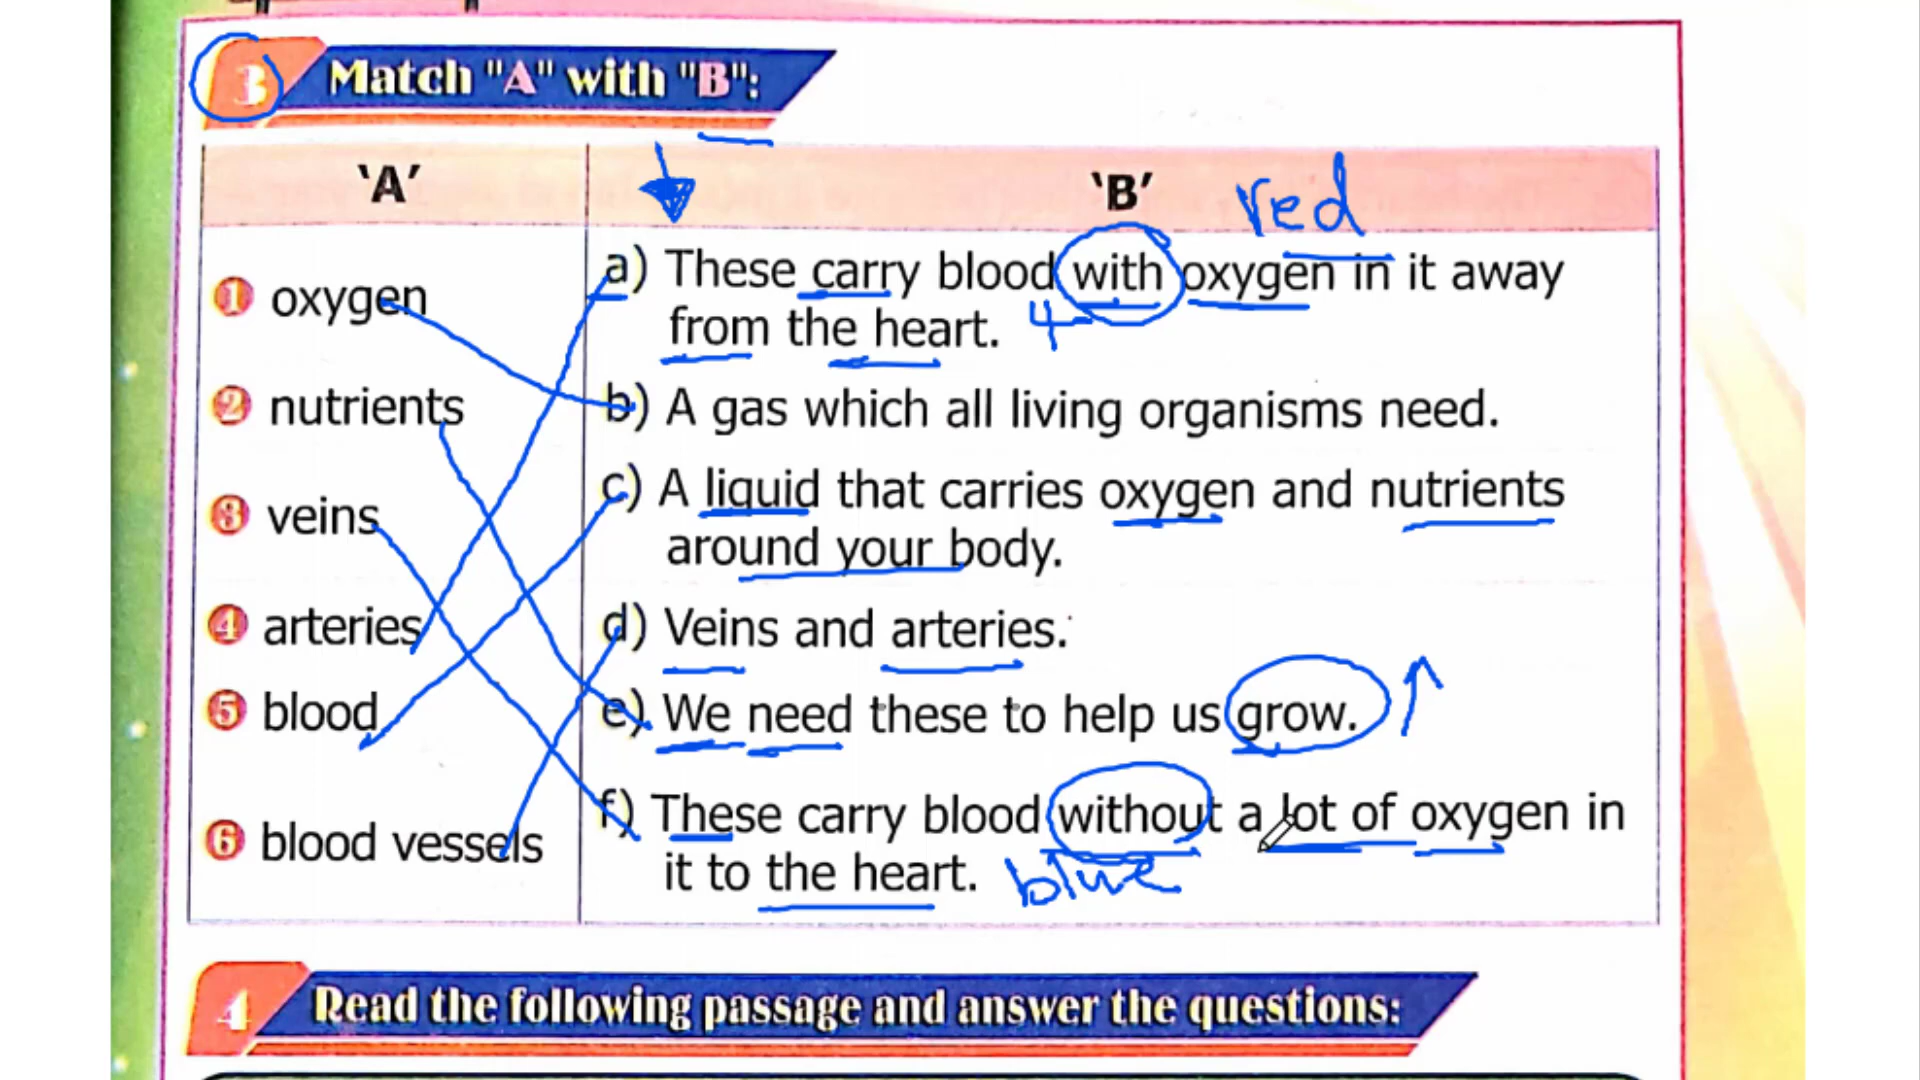 3 Match "A" with "B":
'A' 'B' red
1 oxygen
2 nutrients
3 veins
4 arteries
5 blood
6 blood vessels
a) These carry blood with oxygen in it away
from the heart. 4
b) A gas which all living organisms need.
c) A liquid that carries oxygen and nutrients
around your body.
d) Veins and arteries.
e) We need these to help us grow.
f) These carry blood without a lot of oxygen in
it to the heart. blue
4 Read the following passage and answer the questions: